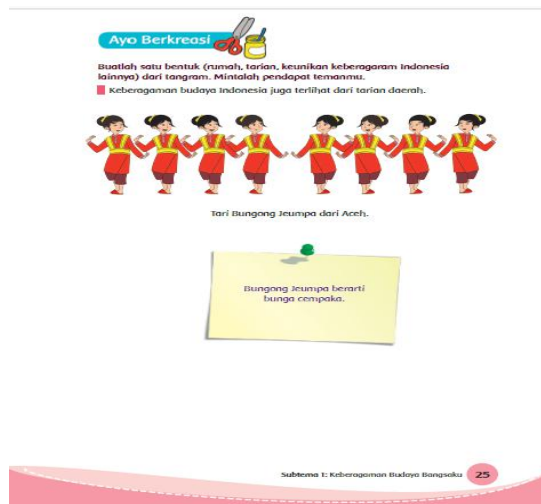 Ayo Berkreasi
Buatlah satu bentuk (rumah, tarian, keunikan keberagaram Indonesia
lainnya) dari tangram. Mintalah pendapat temanmu.
Keberagaman budaya Indonesia juga terlihat dari tarian daerah.
Tari Bungong Jeumpa dari Aceh.
Bungong Jeumpa berarti
bunga cempaka.
Subtema 1: Keberagaman Budaya Bangsaku 25